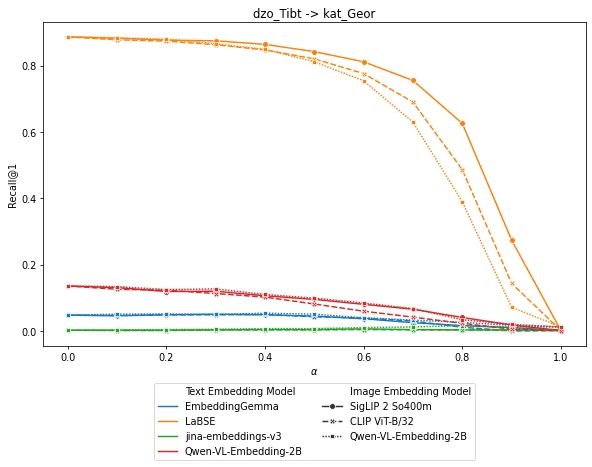 dzo_Tibt -> kat_Geor
Recall@1
0.8
0.6
0.4
0.2
0.0
0.0 0.2 0.4 0.6 0.8 1.0
α
Text Embedding Model
EmbeddingGemma
LaBSE
jina-embeddings-v3
Qwen-VL-Embedding-2B
Image Embedding Model
SigLIP 2 So400m
CLIP ViT-B/32
Qwen-VL-Embedding-2B